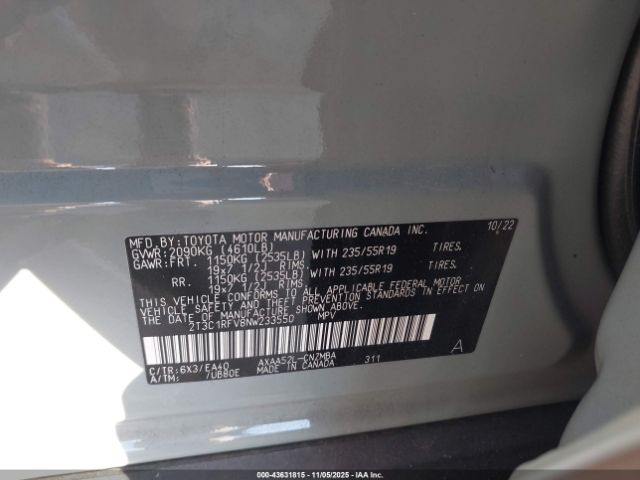 MFD.BY:TOYOTA MOTOR MANUFACTURING CANADA INC. 10/22
GVWR:2090KG (4610LB)
GAWR:FRT. 1150KG (2535LB) WITH 235/55R19 TIRES.
19x7 1/2J RIMS
RR. 1150KG (2535LB) WITH 235/55R19 TIRES.
19x7 1/2J RIMS.
THIS VEHICLE CONFORMS TO ALL APPLICABLE FEDERAL MOTOR
VEHICLE SAFETY AND THEFT PREVENTION STANDARDS IN
EFFECT ON THE DATE OF MANUFACTURE SHOWN ABOVE.
2T3C1RFV8NW233550 MPV
C/TR:6X3/EA40 AXAA52L-CNZMBA 311 A
A/TM: /UB80E MADE IN CANADA
000-43631815 - 11/05/2025 - IAAI.COM